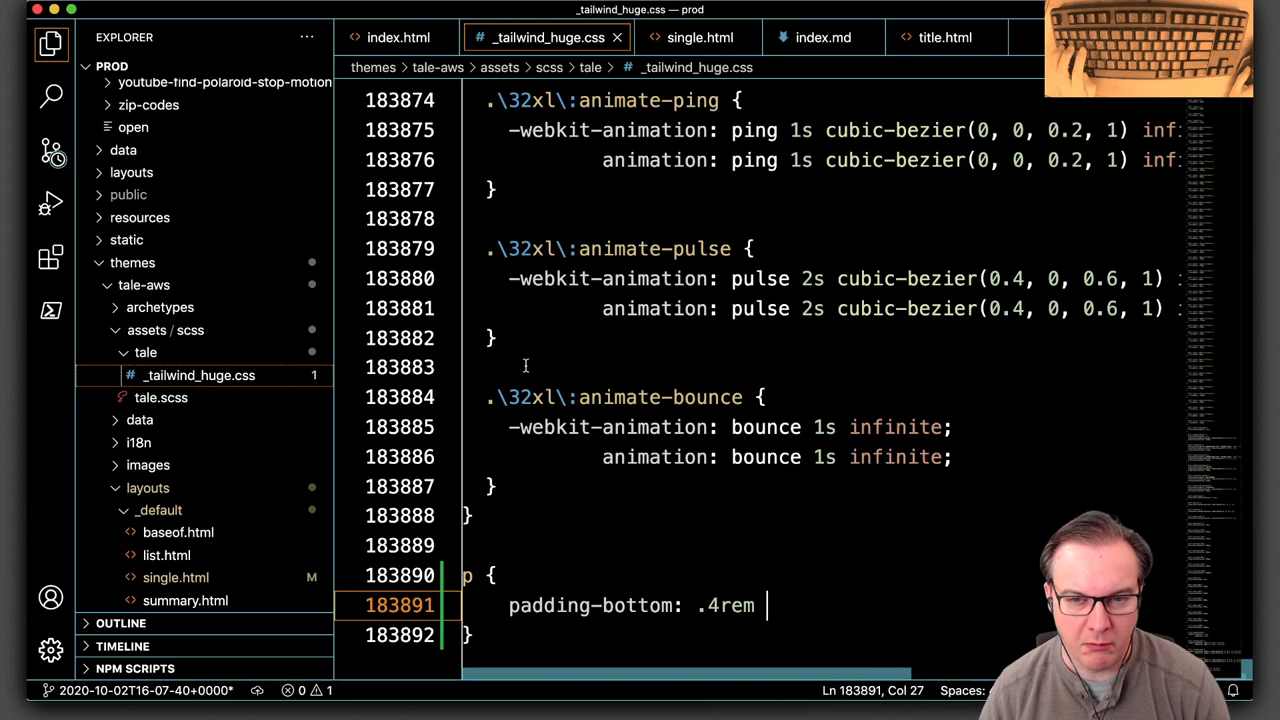 _tailwind_huge.css — prod
EXPLORER
PROD
youtube-find-polaroid-stop-motion
zip-codes
open
data
public
resources
static
themes
tale-aws
archetypes
assets / scss
tale
_tailwind_huge.css 1
tale.scss
data
i18n
images
layouts
_default
baseof.html
list.html
single.html M
summary.html
OUTLINE
TIMELINE
NPM SCRIPTS
index.html
# _tailwind_huge.css
single.html
index.md
title.html
themes > tale-aws > assets > scss > tale > # _tailwind_huge.css
183874 .\32xl\:animate-ping {
183875 -webkit-animation: ping 1s cubic-bezier(0, 0, 0.2, 1)
183876 animation: ping 1s cubic-bezier(0, 0, 0.2, 1)
183877 }
183878
183879 .\32xl\:animate-pulse {
183880 -webkit-animation: pulse 2s cubic-bezier(0.4, 0, 0.6, 1)
183881 animation: pulse 2s cubic-bezier(0.4, 0, 0.6, 1)
183882 }
183883
183884 .\32xl\:animate-bounce {
183885 -webkit-animation: bounce 1s infinite;
183886 animation: bounce 1s infinite;
183887 }
183888 }
183889
183890 p {
183891 padding-bottom: .4rem
183892 }
2020-10-02T16-07-40+0000* 0 1
Ln 183891, Col 27
Spaces: